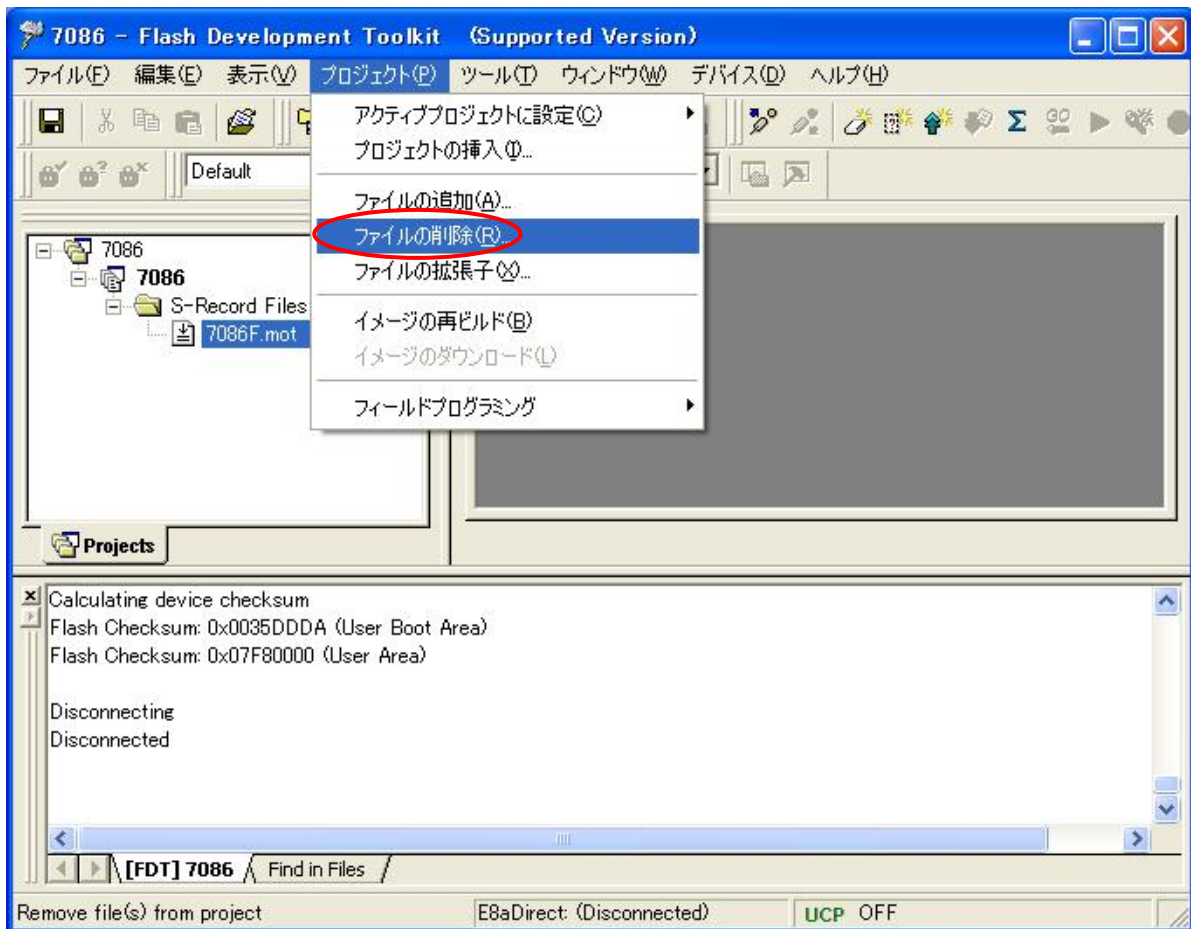 7086 - Flash Development Toolkit (Supported Version)
ファイル(F) 編集(E) 表示(V) プロジェクト(P) ツール(T) ウィンドウ(W) デバイス(D) ヘルプ(H)
アクティブプロジェクトに設定(C)
プロジェクトの挿入(I)...
Default
ファイルの追加(A)...
ファイルの削除(R)...
ファイルの拡張子(X)...
イメージの再ビルド(B)
イメージのダウンロード(L)
フィールドプログラミング
7086
7086
S-Record Files
7086F.mot
Projects
Calculating device checksum
Flash Checksum: 0x0035DDDA (User Boot Area)
Flash Checksum: 0x07F80000 (User Area)
Disconnecting
Disconnected
[FDT] 7086 Find in Files
Remove file(s) from project E8aDirect: (Disconnected) UCP OFF